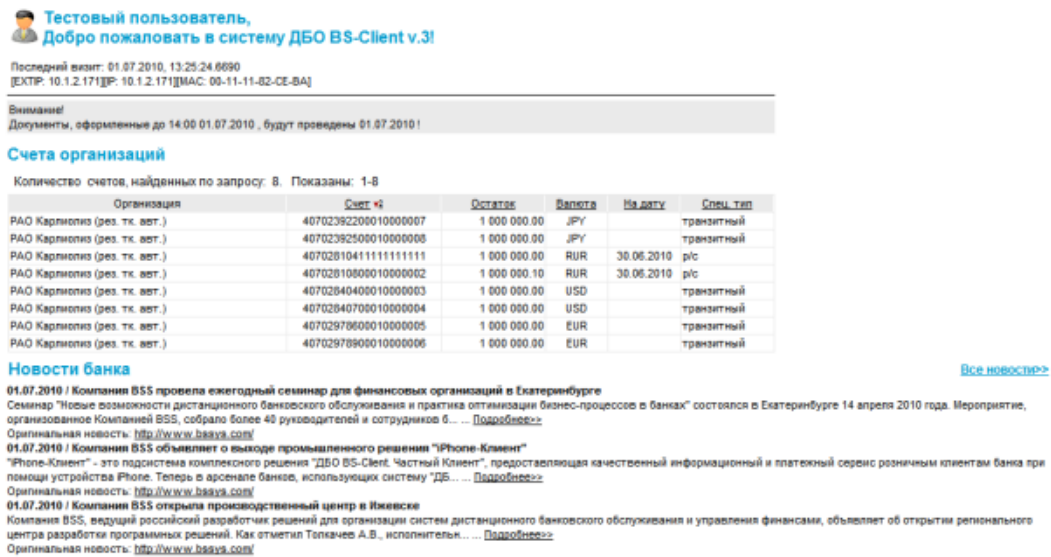 Тестовый пользователь,
Добро пожаловать в систему ДБО BS-Client v.3!
Последний визит: 01.07.2010, 13:25:24.6690
[EXTIP: 10.1.2.171][IP: 10.1.2.171][MAC: 00-11-11-82-CE-BA]
Внимание!
Документы, оформленные до 14:00 01.07.2010 , будут проведены 01.07.2010 !
Счета организаций
Количество счетов, найденных по запросу: 8. Показаны: 1-8
Организация Счет Остаток Валюта На дату Спец. тип
РАО Карлиопиз (рез. тк. авт.) 40702392200010000007 1 000 000.00 JPY транзитный
РАО Карлиопиз (рез. тк. авт.) 40702392500010000008 1 000 000.00 JPY транзитный
РАО Карлиопиз (рез. тк. авт.) 40702810411111111111 1 000 000.00 RUR 30.06.2010 р/с
РАО Карлиопиз (рез. тк. авт.) 40702810800010000002 1 000 000.10 RUR 30.06.2010 р/с
РАО Карлиопиз (рез. тк. авт.) 40702840400010000003 1 000 000.00 USD транзитный
РАО Карлиопиз (рез. тк. авт.) 40702840700010000004 1 000 000.00 USD транзитный
РАО Карлиопиз (рез. тк. авт.) 40702978600010000005 1 000 000.00 EUR транзитный
РАО Карлиопиз (рез. тк. авт.) 40702978900010000006 1 000 000.00 EUR транзитный
Новости банка Все новости>>
01.07.2010 / Компания BSS провела ежегодный семинар для финансовых организаций в Екатеринбурге
Семинар "Новые возможности дистанционного банковского обслуживания и практика оптимизации бизнес-процессов в банках" состоялся в Екатеринбурге 14 апреля 2010 года. Мероприятие,
организованное Компанией BSS, собрало более 40 руководителей и сотрудников б... ... Подробнее>>
Оригинальная новость: http://www.bssys.com/
01.07.2010 / Компания BSS объявляет о выходе промышленного решения "iPhone-Клиент"
"iPhone-Клиент" - это подсистема комплексного решения "ДБО BS-Client. Частный Клиент", предоставляющая качественный информационный и платежный сервис розничным клиентам банка при
помощи устройства iPhone. Теперь в арсенале банков, использующих систему "ДБ... ... Подробнее>>
Оригинальная новость: http://www.bssys.com/
01.07.2010 / Компания BSS открыла производственный центр в Ижевске
Компания BSS, ведущий российский разработчик решений для организации систем дистанционного банковского обслуживания и управления финансами, объявляет об открытии регионального
центра разработки программных решений. Как отметил Толкачев А.В., исполнительн... ... Подробнее>>
Оригинальная новость: http://www.bssys.com/